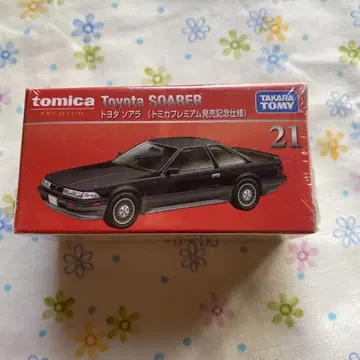 tomica
PREMIUM
Toyota SOARER
トヨタ ソアラ （トミカプレミアム発売記念仕様）
TAKARA
TOMY
21